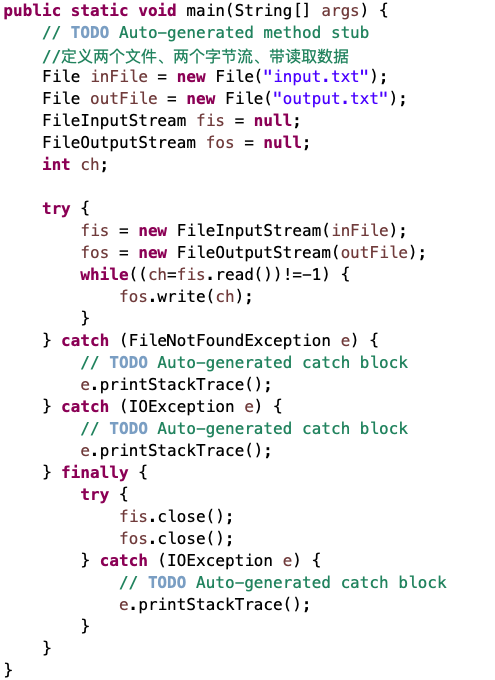 public static void main(String[] args) {
    // TODO Auto-generated method stub
    //定义两个文件、两个字节流、带读取数据
    File inFile = new File("input.txt");
    File outFile = new File("output.txt");
    FileInputStream fis = null;
    FileOutputStream fos = null;
    int ch;

    try {
        fis = new FileInputStream(inFile);
        fos = new FileOutputStream(outFile);
        while((ch=fis.read())!=-1) {
            fos.write(ch);
        }
    } catch (FileNotFoundException e) {
        // TODO Auto-generated catch block
        e.printStackTrace();
    } catch (IOException e) {
        // TODO Auto-generated catch block
        e.printStackTrace();
    } finally {
        try {
            fis.close();
            fos.close();
        } catch (IOException e) {
            // TODO Auto-generated catch block
            e.printStackTrace();
        }
    }
}